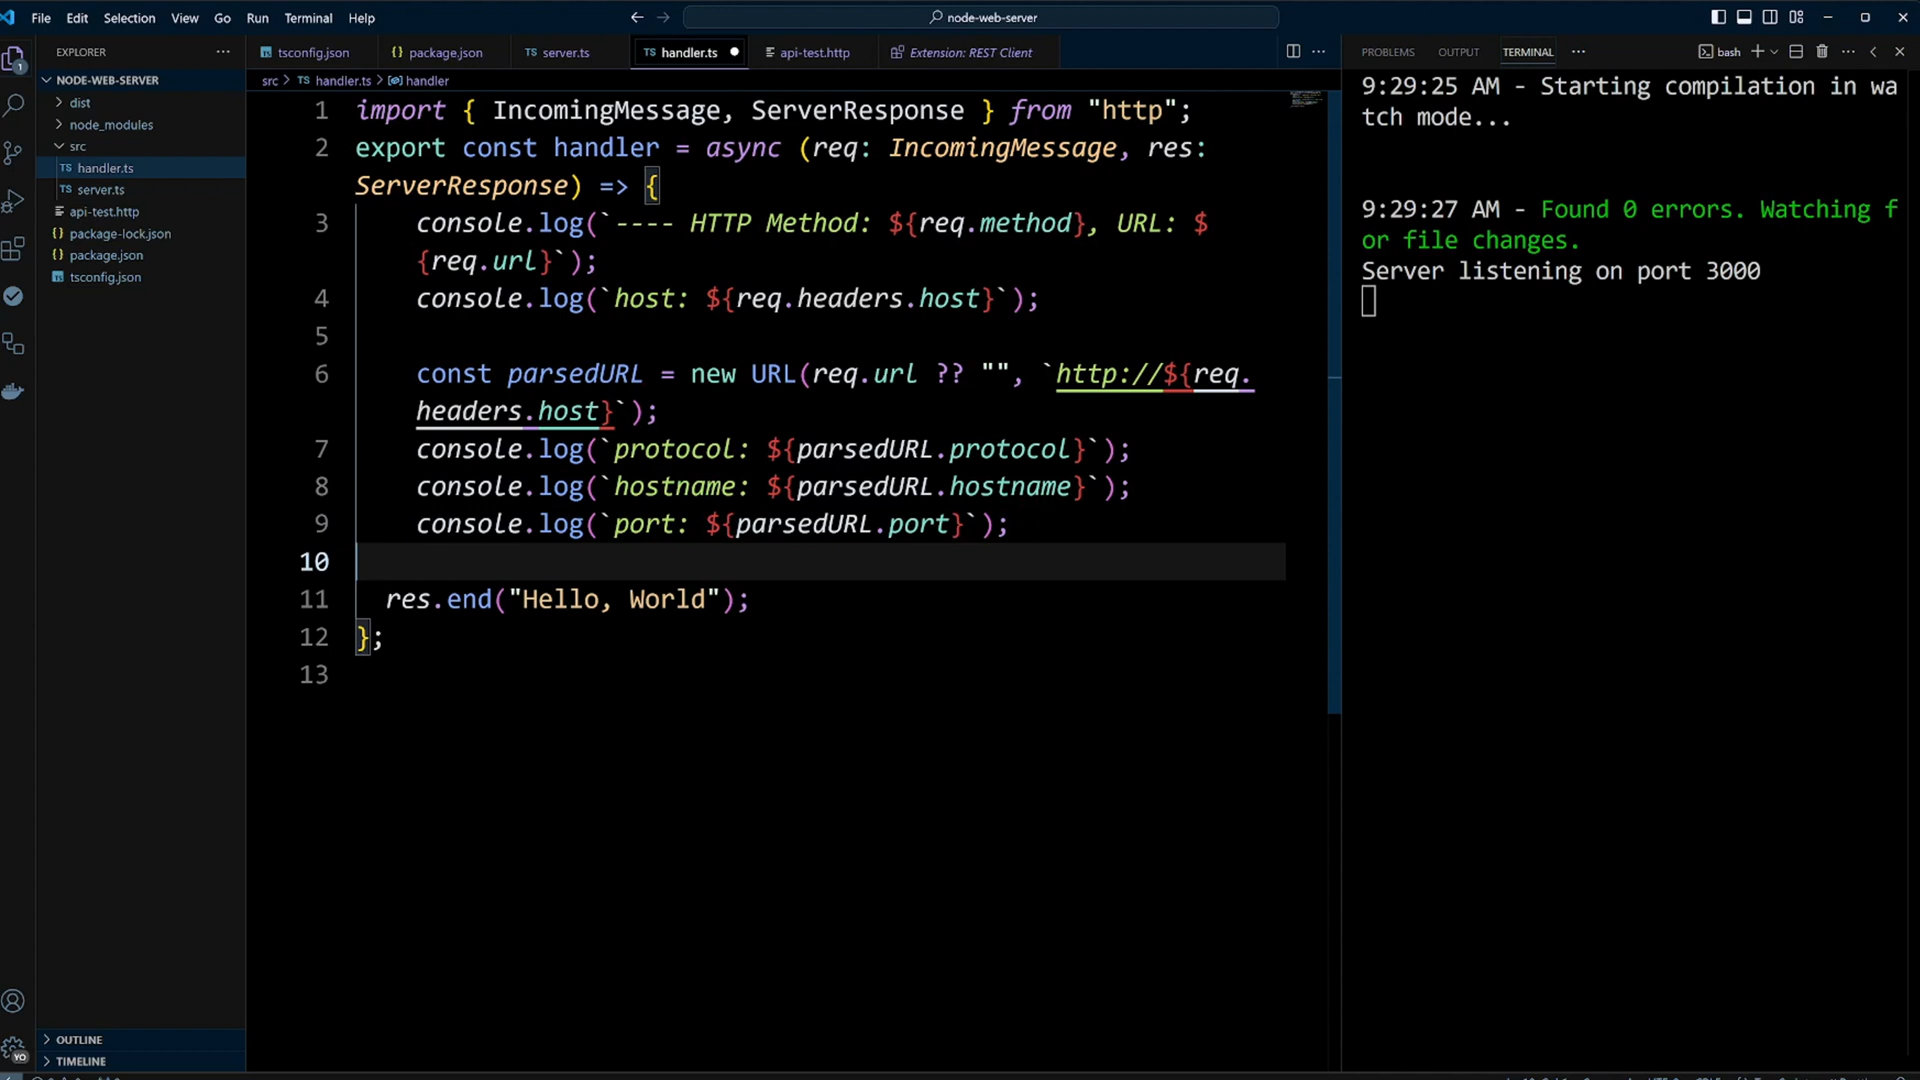 File Edit Selection View Go Run Terminal Help
node-web-server
EXPLORER
NODE-WEB-SERVER
dist
node_modules
src
TS handler.ts
TS server.ts
api-test.http
{} package-lock.json
{} package.json
tsconfig.json
OUTLINE
TIMELINE
1
YO
tsconfig.json
{} package.json
TS server.ts
TS handler.ts
api-test.http
Extension: REST Client
src > TS handler.ts > handler
1 import { IncomingMessage, ServerResponse } from "http";
2 export const handler = async (req: IncomingMessage, res:
ServerResponse) => {
3 console.log(`---- HTTP Method: ${req.method}, URL: $
{req.url}`);
4 console.log(`host: ${req.headers.host}`);
5
6 const parsedURL = new URL(req.url ?? "", `http://${req.
headers.host}`);
7 console.log(`protocol: ${parsedURL.protocol}`);
8 console.log(`hostname: ${parsedURL.hostname}`);
9 console.log(`port: ${parsedURL.port}`);
10
11 res.end("Hello, World");
12 };
13
PROBLEMS OUTPUT TERMINAL
bash
9:29:25 AM - Starting compilation in wa
tch mode...
9:29:27 AM - Found 0 errors. Watching f
or file changes.
Server listening on port 3000